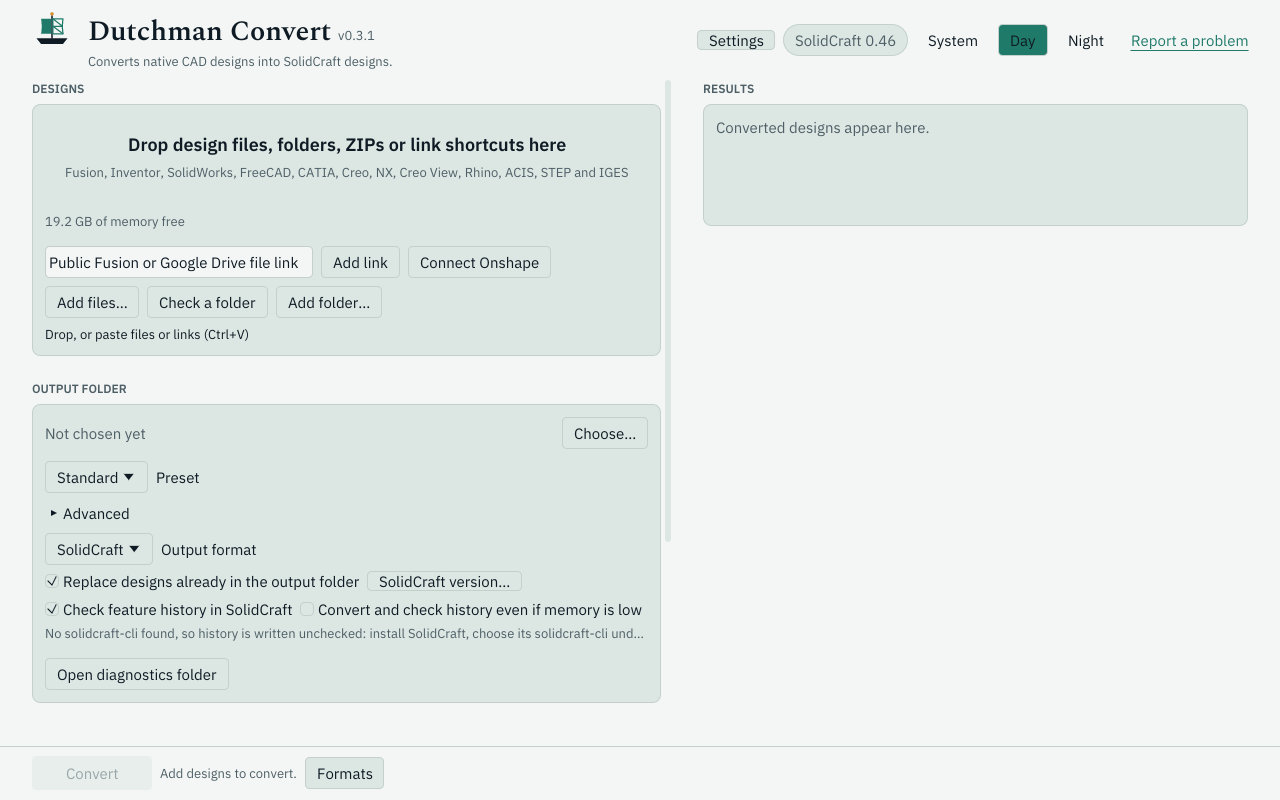 Dutchman Convert v0.3.1
Converts native CAD designs into SolidCraft designs.
Settings
SolidCraft 0.46
System
Day
Night
Report a problem
DESIGNS
Drop design files, folders, ZIPs or link shortcuts here
Fusion, Inventor, SolidWorks, FreeCAD, CATIA, Creo, NX, Creo View, Rhino, ACIS, STEP and IGES
19.2 GB of memory free
Public Fusion or Google Drive file link
Add link
Connect Onshape
Add files...
Check a folder
Add folder...
Drop, or paste files or links (Ctrl+V)
OUTPUT FOLDER
Not chosen yet
Choose...
Standard
Preset
Advanced
SolidCraft
Output format
Replace designs already in the output folder
SolidCraft version...
Check feature history in SolidCraft
Convert and check history even if memory is low
No solidcraft-cli found, so history is written unchecked: install SolidCraft, choose its solidcraft-cli und...
Open diagnostics folder
RESULTS
Converted designs appear here.
Convert
Add designs to convert.
Formats